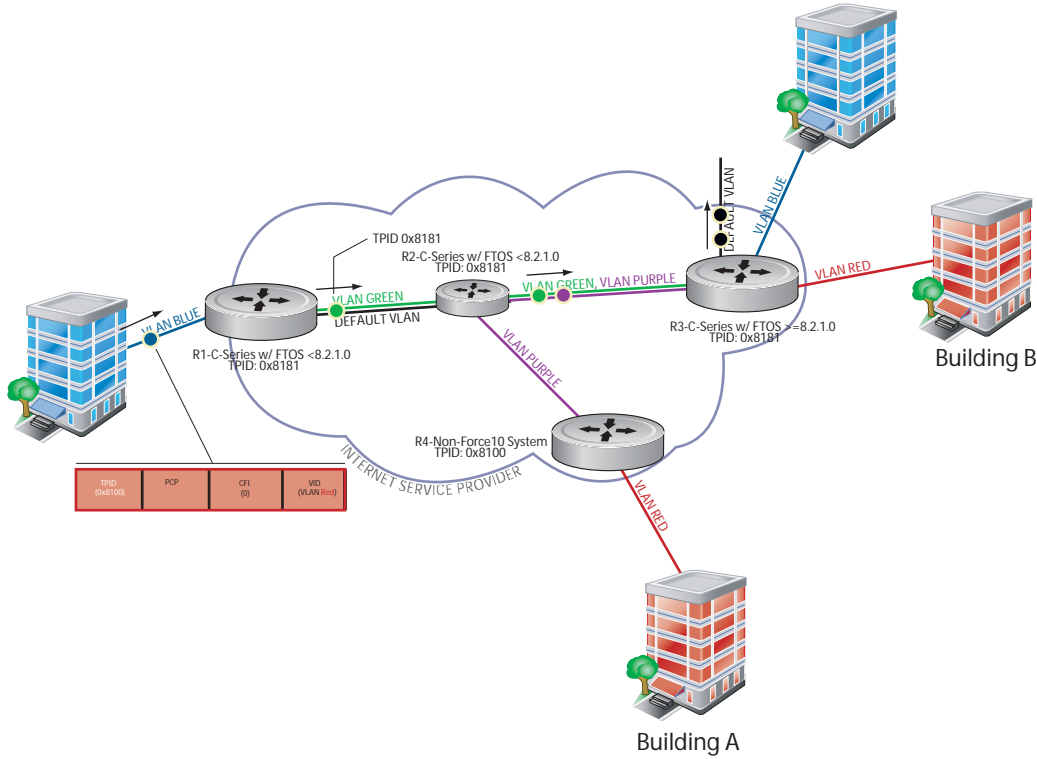 VLAN BLUE
DEFAULT VLAN
VLAN RED
TPID 0x8181
R2-C-Series w/ FTOS <8.2.1.0
TPID: 0x8181
VLAN GREEN
DEFAULT VLAN
VLAN GREEN, VLAN PURPLE
VLAN BLUE
R1-C-Series w/ FTOS <8.2.1.0
TPID: 0x8181
R3-C-Series w/ FTOS >=8.2.1.0
TPID: 0x8181
Building B
VLAN PURPLE
R4-Non-Force10 System
TPID: 0x8100
INTERNET SERVICE PROVIDER
TPID
(0x8100)
PCP
CFI
(0)
VID
(VLAN Red)
VLAN RED
Building A